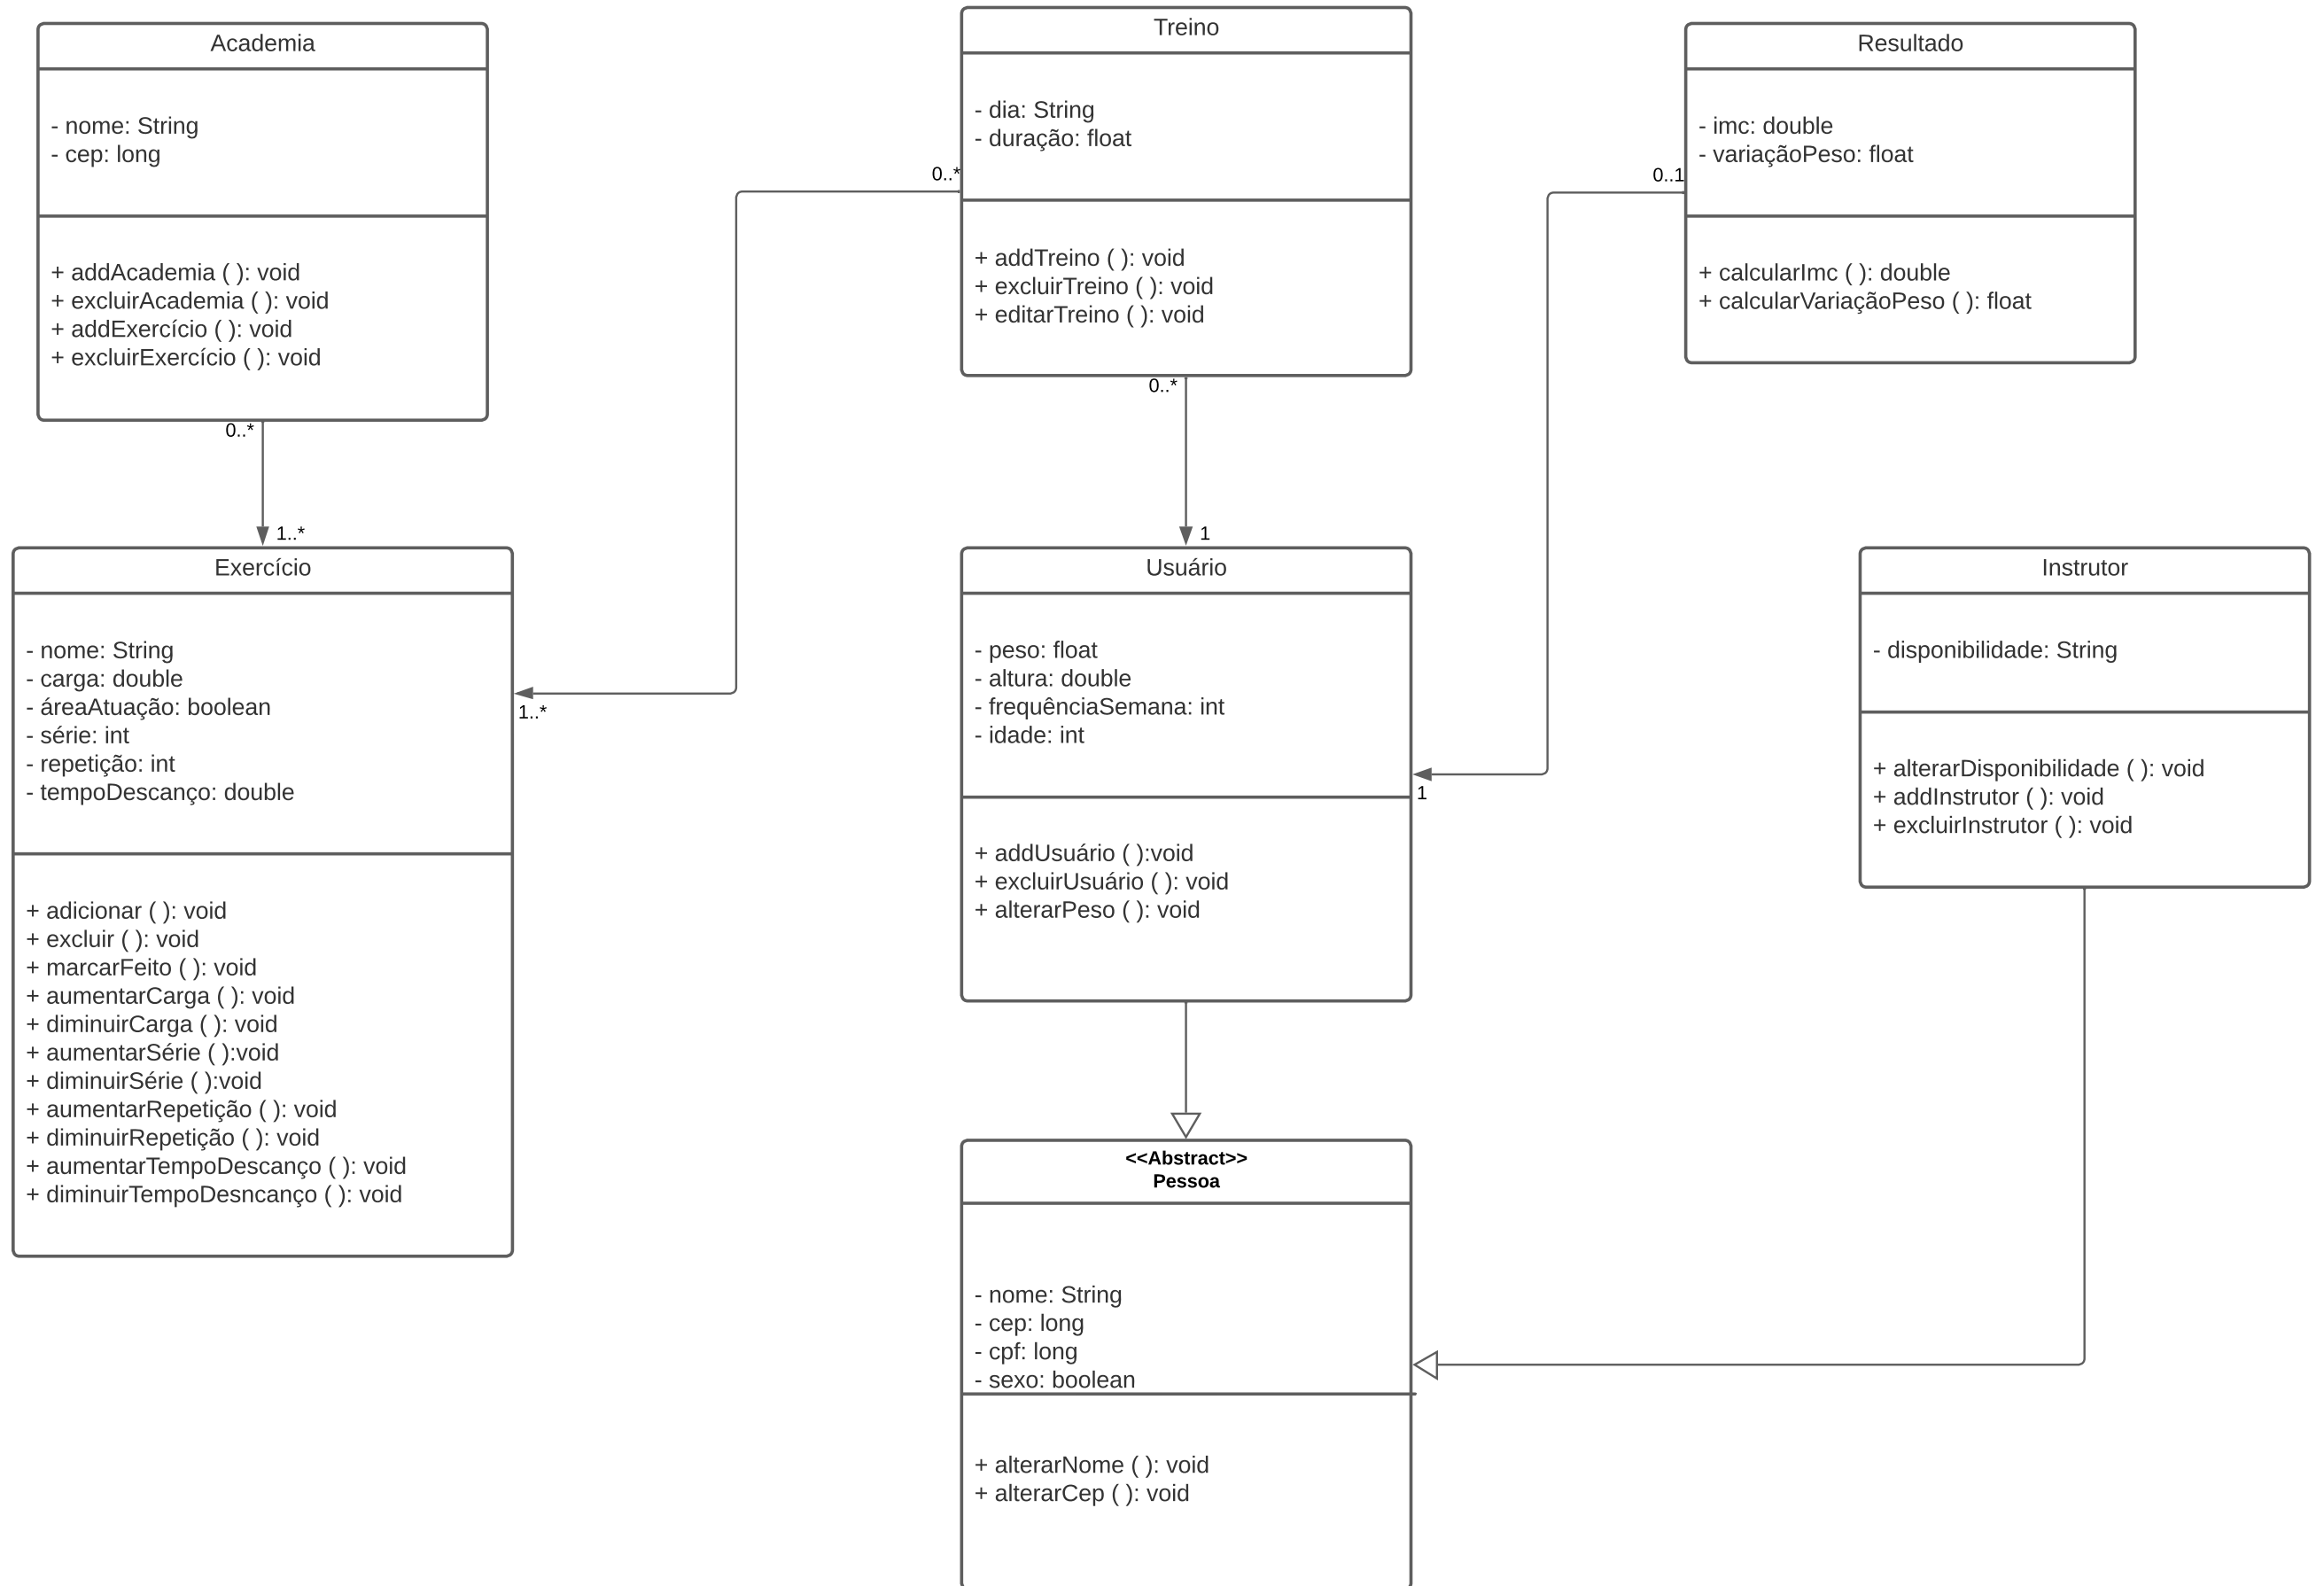 Academia
- nome: String
- cep: long
+ addAcademia ( ): void
+ excluirAcademia ( ): void
+ addExercício ( ): void
+ excluirExercício ( ): void
0..*
1..*
Treino
- dia: String
- duração: float
+ addTreino ( ): void
+ excluirTreino ( ): void
+ editarTreino ( ): void
0..*
0..*
1
Resultado
- imc: double
- variaçãoPeso: float
+ calcularImc ( ): double
+ calcularVariaçãoPeso ( ): float
0..1
1
Exercício
- nome: String
- carga: double
- áreaAtuação: boolean
- série: int
- repetição: int
- tempoDescanço: double
+ adicionar ( ): void
+ excluir ( ): void
+ marcarFeito ( ): void
+ aumentarCarga ( ): void
+ diminuirCarga ( ): void
+ aumentarSérie ( ):void
+ diminuirSérie ( ):void
+ aumentarRepetição ( ): void
+ diminuirRepetição ( ): void
+ aumentarTempoDescanço ( ): void
+ diminuirTempoDesncanço ( ): void
1..*
Usuário
- peso: float
- altura: double
- frequênciaSemana: int
- idade: int
+ addUsuário ( ):void
+ excluirUsuário ( ): void
+ alterarPeso ( ): void
Instrutor
- disponibilidade: String
+ alterarDisponibilidade ( ): void
+ addInstrutor ( ): void
+ excluirInstrutor ( ): void
<<Abstract>>
Pessoa
- nome: String
- cep: long
- cpf: long
- sexo: boolean
+ alterarNome ( ): void
+ alterarCep ( ): void